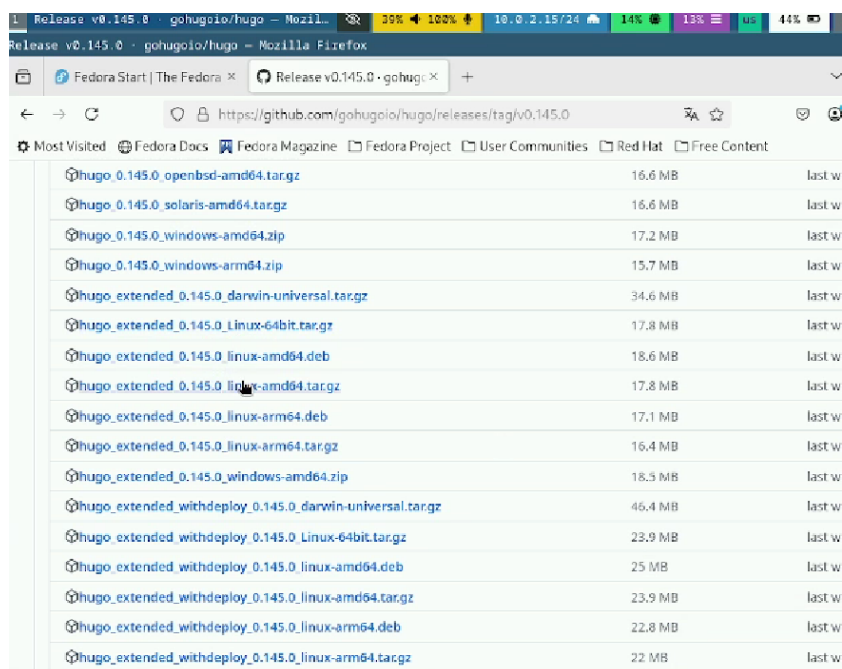 1 Release v0.145.0 · gohugoio/hugo — Mozil… 39% 100% 10.0.2.15/24 14% 13% us 44%
Release v0.145.0 · gohugoio/hugo — Mozilla Firefox
Fedora Start | The Fedora × Release v0.145.0 · gohugo × +
https://github.com/gohugoio/hugo/releases/tag/v0.145.0
Most Visited Fedora Docs Fedora Magazine Fedora Project User Communities Red Hat Free Content
hugo_0.145.0_openbsd-amd64.tar.gz 16.6 MB last w
hugo_0.145.0_solaris-amd64.tar.gz 16.6 MB last w
hugo_0.145.0_windows-amd64.zip 17.2 MB last w
hugo_0.145.0_windows-arm64.zip 15.7 MB last w
hugo_extended_0.145.0_darwin-universal.tar.gz 34.6 MB last w
hugo_extended_0.145.0_Linux-64bit.tar.gz 17.8 MB last w
hugo_extended_0.145.0_linux-amd64.deb 18.6 MB last w
hugo_extended_0.145.0_linux-amd64.tar.gz 17.8 MB last w
hugo_extended_0.145.0_linux-arm64.deb 17.1 MB last w
hugo_extended_0.145.0_linux-arm64.tar.gz 16.4 MB last w
hugo_extended_0.145.0_windows-amd64.zip 18.5 MB last w
hugo_extended_withdeploy_0.145.0_darwin-universal.tar.gz 46.4 MB last w
hugo_extended_withdeploy_0.145.0_Linux-64bit.tar.gz 23.9 MB last w
hugo_extended_withdeploy_0.145.0_linux-amd64.deb 25 MB last w
hugo_extended_withdeploy_0.145.0_linux-amd64.tar.gz 23.9 MB last w
hugo_extended_withdeploy_0.145.0_linux-arm64.deb 22.8 MB last w
hugo_extended_withdeploy_0.145.0_linux-arm64.tar.gz 22 MB last w